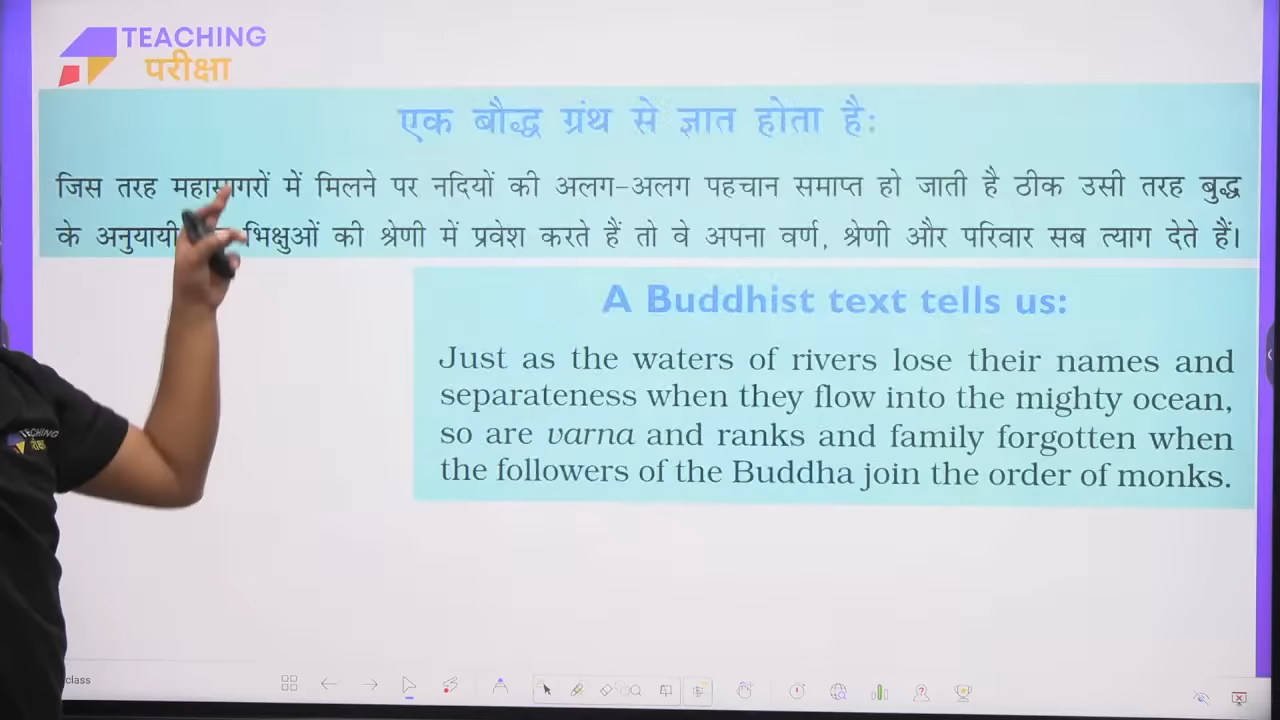 TEACHING
परीक्षा
एक बौद्ध ग्रंथ से ज्ञात होता है:
जिस तरह महासागरों में मिलने पर नदियों की अलग-अलग पहचान समाप्त हो जाती है ठीक उसी तरह बुद्ध
के अनुयायी भिक्षुओं की श्रेणी में प्रवेश करते हैं तो वे अपना वर्ण, श्रेणी और परिवार सब त्याग देते हैं।
A Buddhist text tells us:
Just as the waters of rivers lose their names and
separateness when they flow into the mighty ocean,
so are varna and ranks and family forgotten when
the followers of the Buddha join the order of monks.
TEACHING
परीक्षा
class